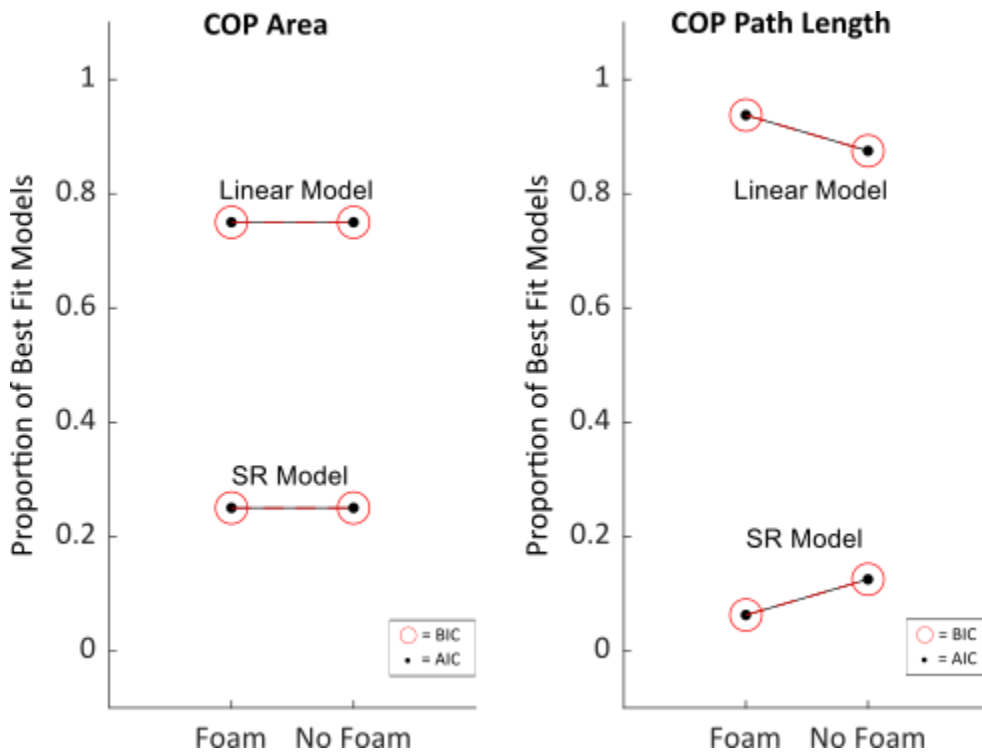 COP Area
Proportion of Best Fit Models
1
0.8
0.6
0.4
0.2
0
Linear Model
SR Model
= BIC
= AIC
Foam No Foam
COP Path Length
Proportion of Best Fit Models
1
0.8
0.6
0.4
0.2
0
Linear Model
SR Model
= BIC
= AIC
Foam No Foam